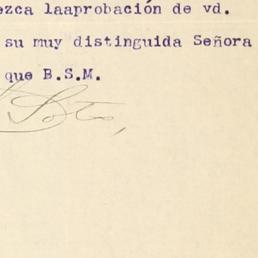 ezca laaprobación de vd.
su muy distinguida Señora
que B.S.M.